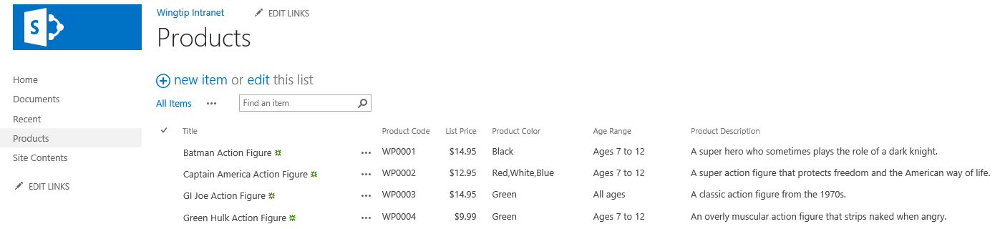 S
Wingtip Intranet EDIT LINKS
Products
Home
Documents
Recent
Products
Site Contents
EDIT LINKS
new item or edit this list
All Items ••• Find an item
Title Product Code List Price Product Color Age Range Product Description
Batman Action Figure ••• WP0001 $14.95 Black Ages 7 to 12 A super hero who sometimes plays the role of a dark knight.
Captain America Action Figure ••• WP0002 $12.95 Red,White,Blue Ages 7 to 12 A super action figure that protects freedom and the American way of life.
GI Joe Action Figure ••• WP0003 $14.95 Green All ages A classic action figure from the 1970s.
Green Hulk Action Figure ••• WP0004 $9.99 Green Ages 7 to 12 An overly muscular action figure that strips naked when angry.